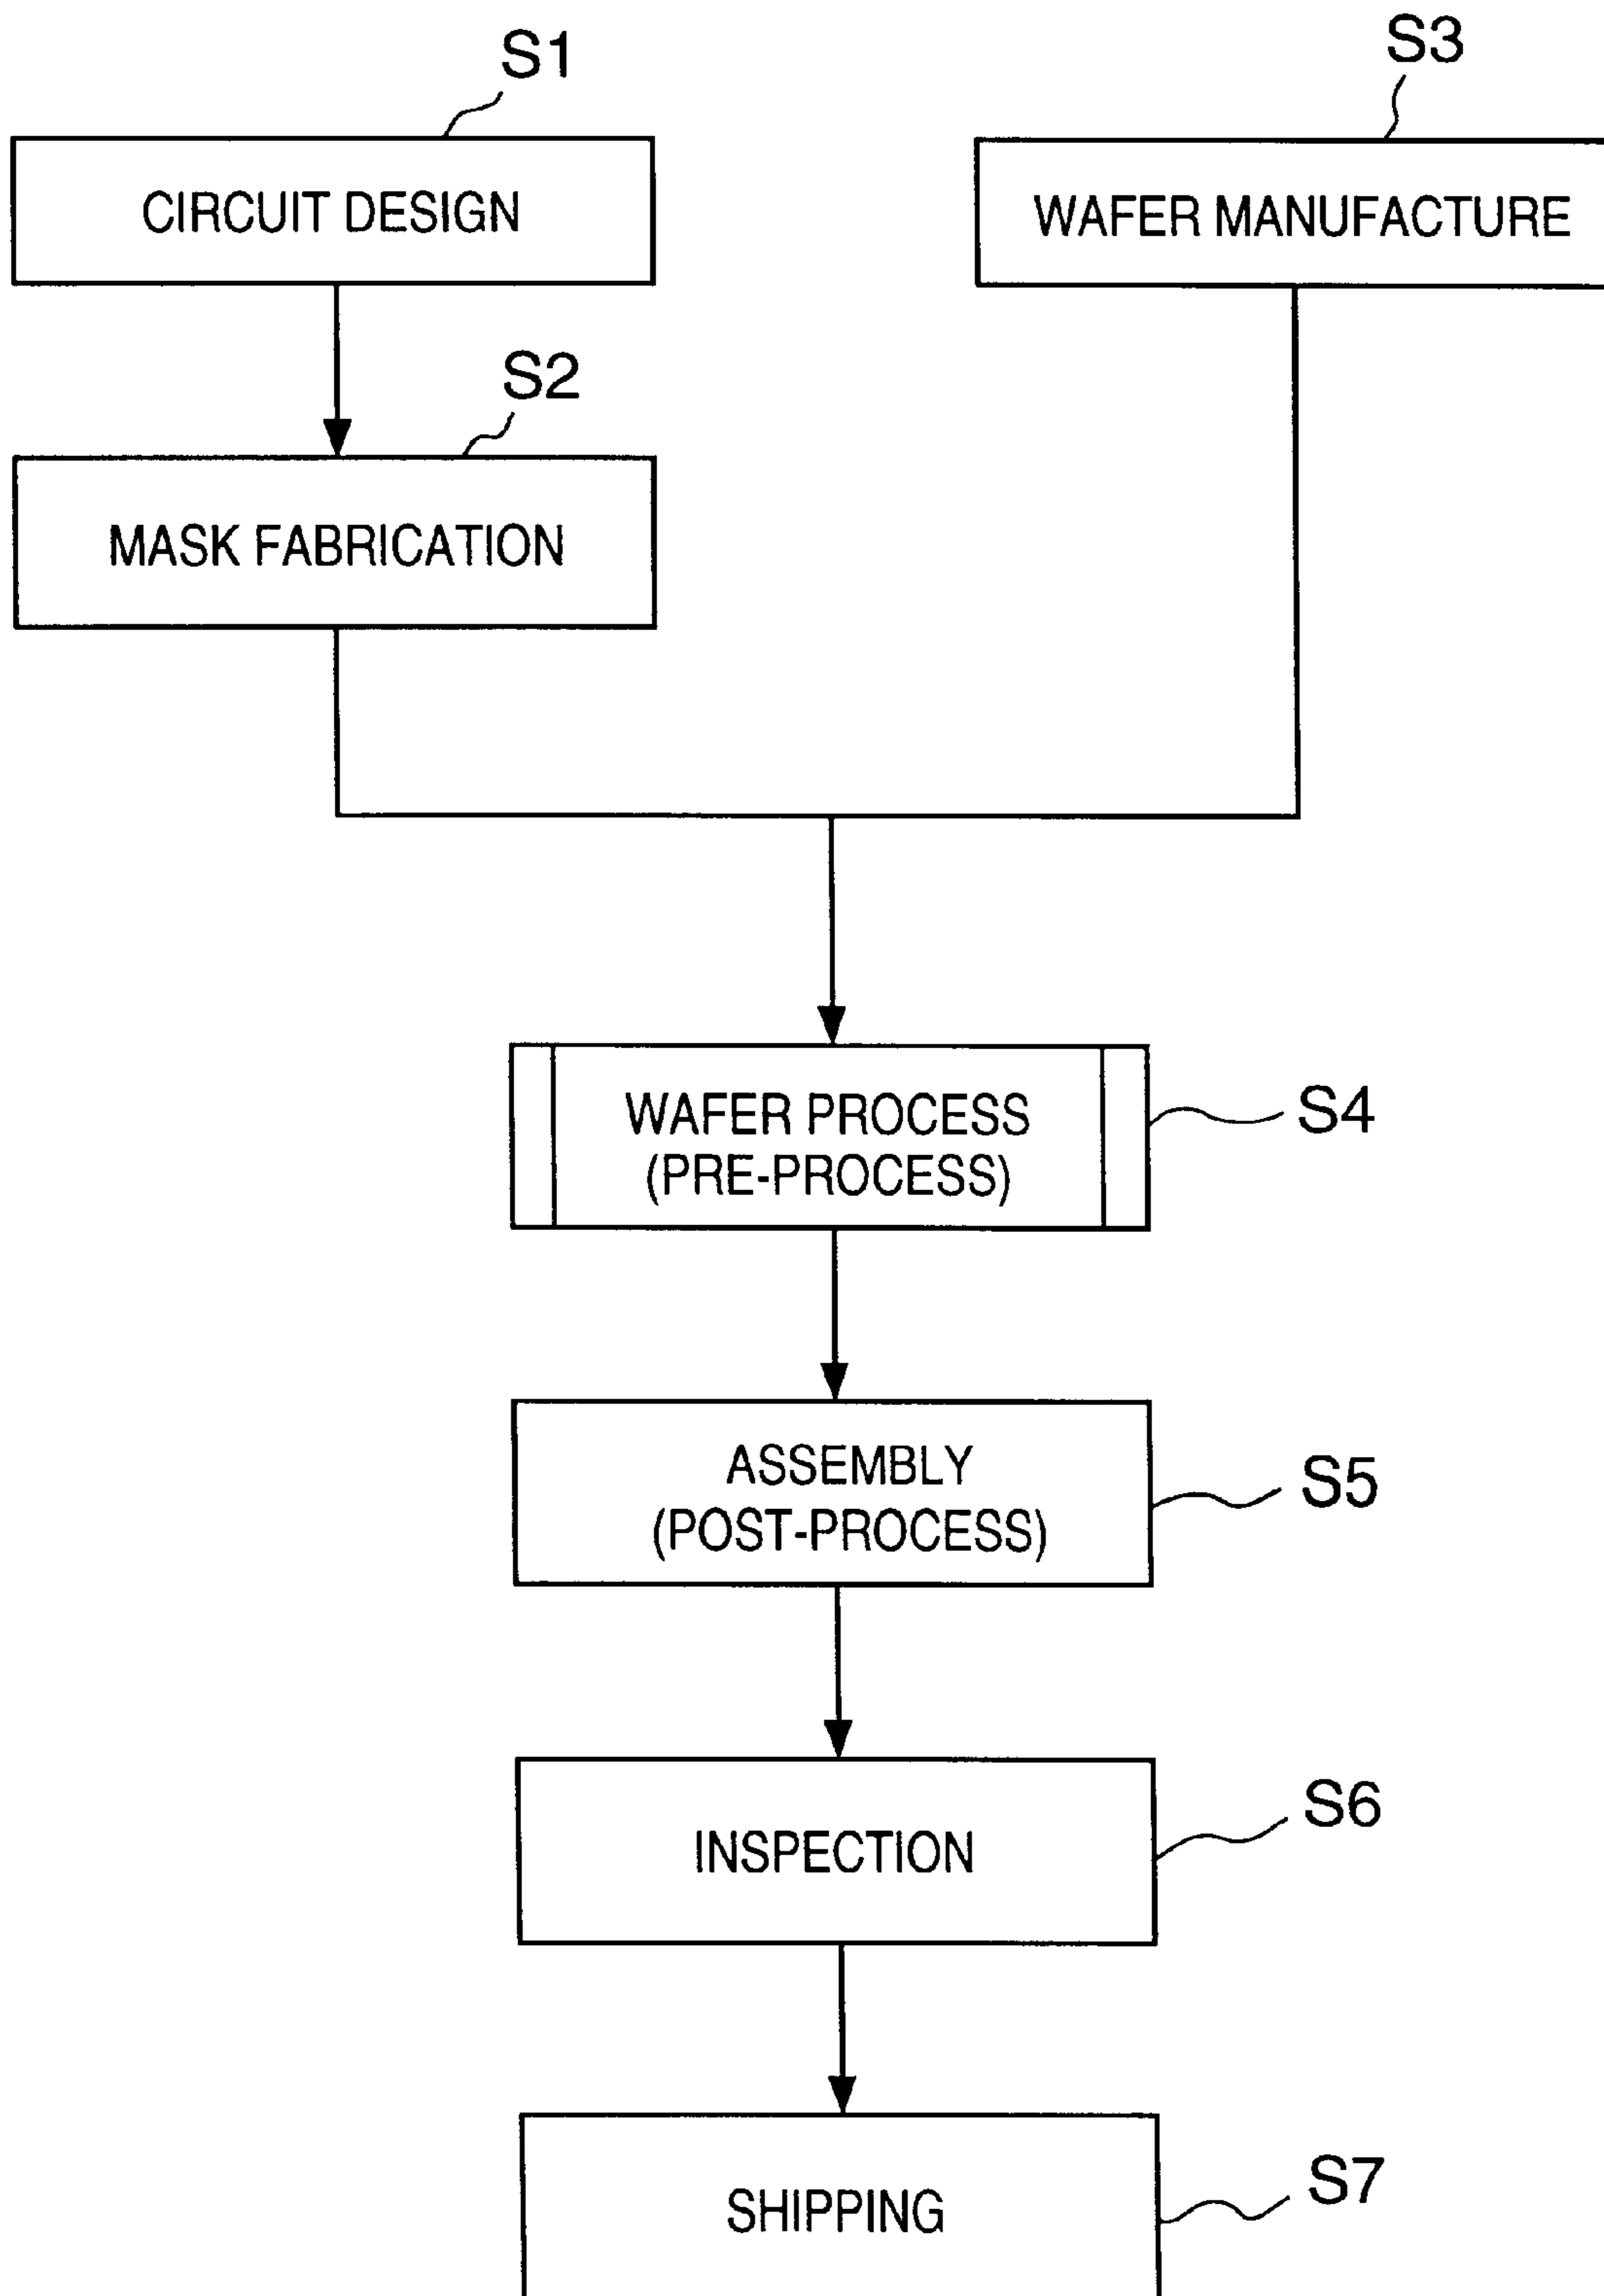 S1
CIRCUIT DESIGN
S3
WAFER MANUFACTURE
S2
MASK FABRICATION
WAFER PROCESS
(PRE-PROCESS)
S4
ASSEMBLY
(POST-PROCESS)
S5
INSPECTION
S6
SHIPPING
S7